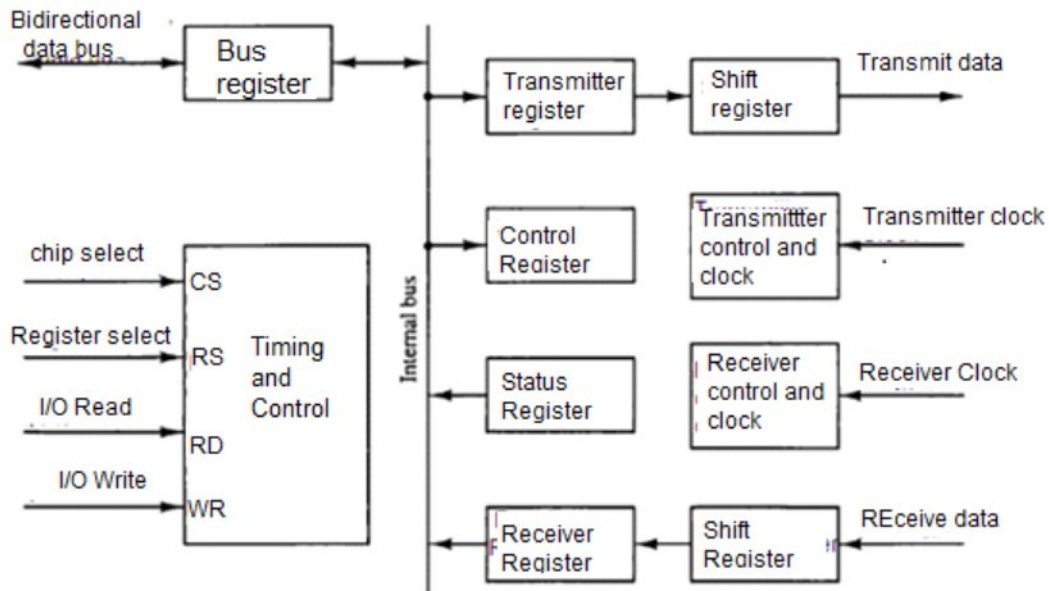 Bidirectional
data bus
Bus
register
Transmitter
register
Shift
register
Transmit data
Control
Register
Transmittter
control and
clock
Transmitter clock
chip select
CS
Register select
RS
Timing
and
Control
I/O Read
RD
I/O Write
WR
Internal bus
Status
Register
Receiver
control and
clock
Receiver Clock
Receiver
Register
Shift
Register
REceive data